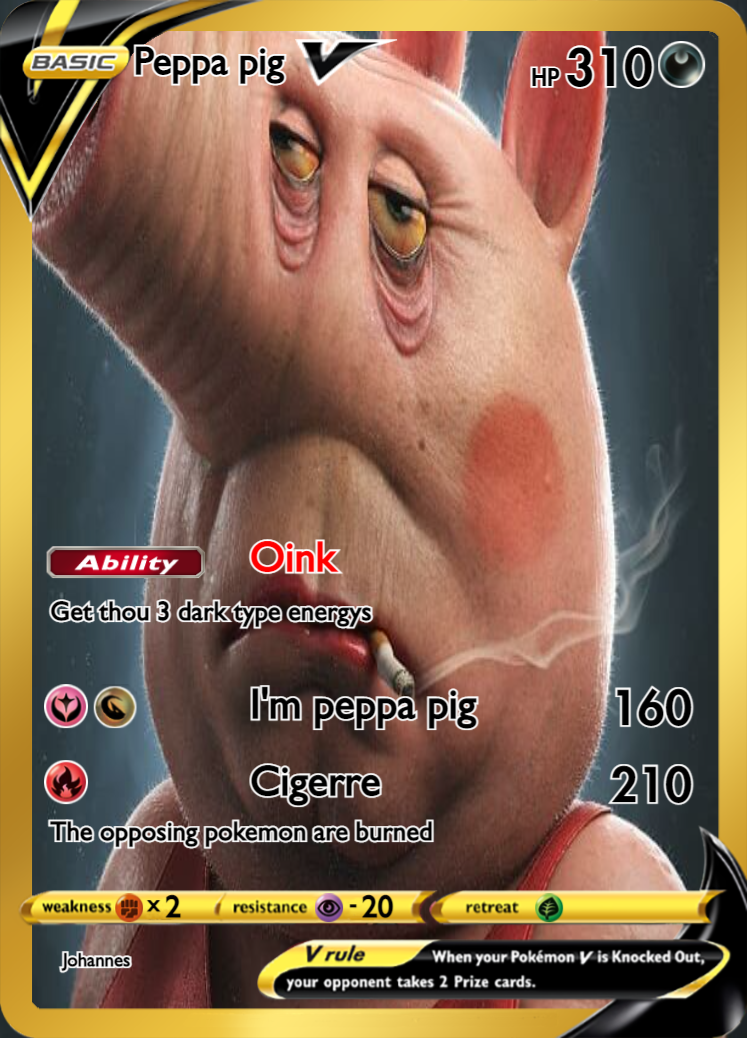 BASIC Peppa pig V HP 310
Ability Oink
Get thou 3 dark type energys
I'm peppa pig 160
Cigerre 210
The opposing pokemon are burned
weakness x 2 resistance - 20 retreat
Johannes
V rule When your Pokémon V is Knocked Out,
your opponent takes 2 Prize cards.